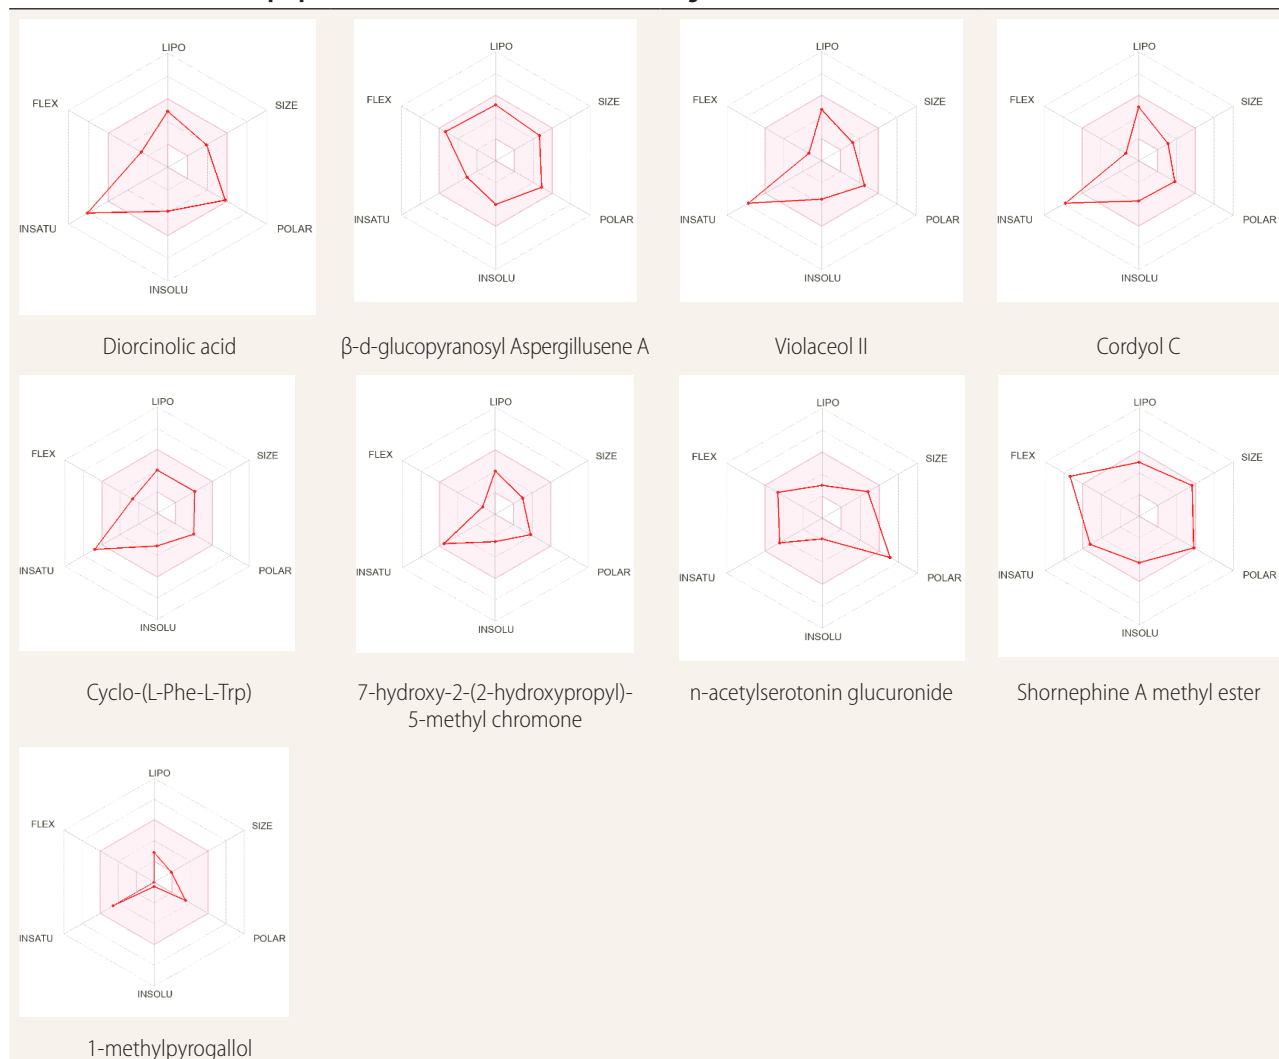 LIPO
LIPO
LIPO
LIPO
FLEX
SIZE
FLEX
SIZE
FLEX
SIZE
FLEX
SIZE
INSATU
POLAR
INSATU
POLAR
INSATU
POLAR
INSATU
POLAR
INSOLU
INSOLU
INSOLU
INSOLU
Diorcinolic acid
β-d-glucopyranosyl Aspergillusene A
Violaceol II
Cordyol C
LIPO
LIPO
LIPO
LIPO
FLEX
SIZE
FLEX
SIZE
FLEX
SIZE
FLEX
SIZE
INSATU
POLAR
INSATU
POLAR
INSATU
POLAR
INSATU
POLAR
INSOLU
INSOLU
INSOLU
INSOLU
Cyclo-(L-Phe-L-Trp)
7-hydroxy-2-(2-hydroxypropyl)-
5-methyl chromone
n-acetylserotonin glucuronide
Shornephine A methyl ester
LIPO
FLEX
SIZE
INSATU
POLAR
INSOLU
1-methylpyrogallol